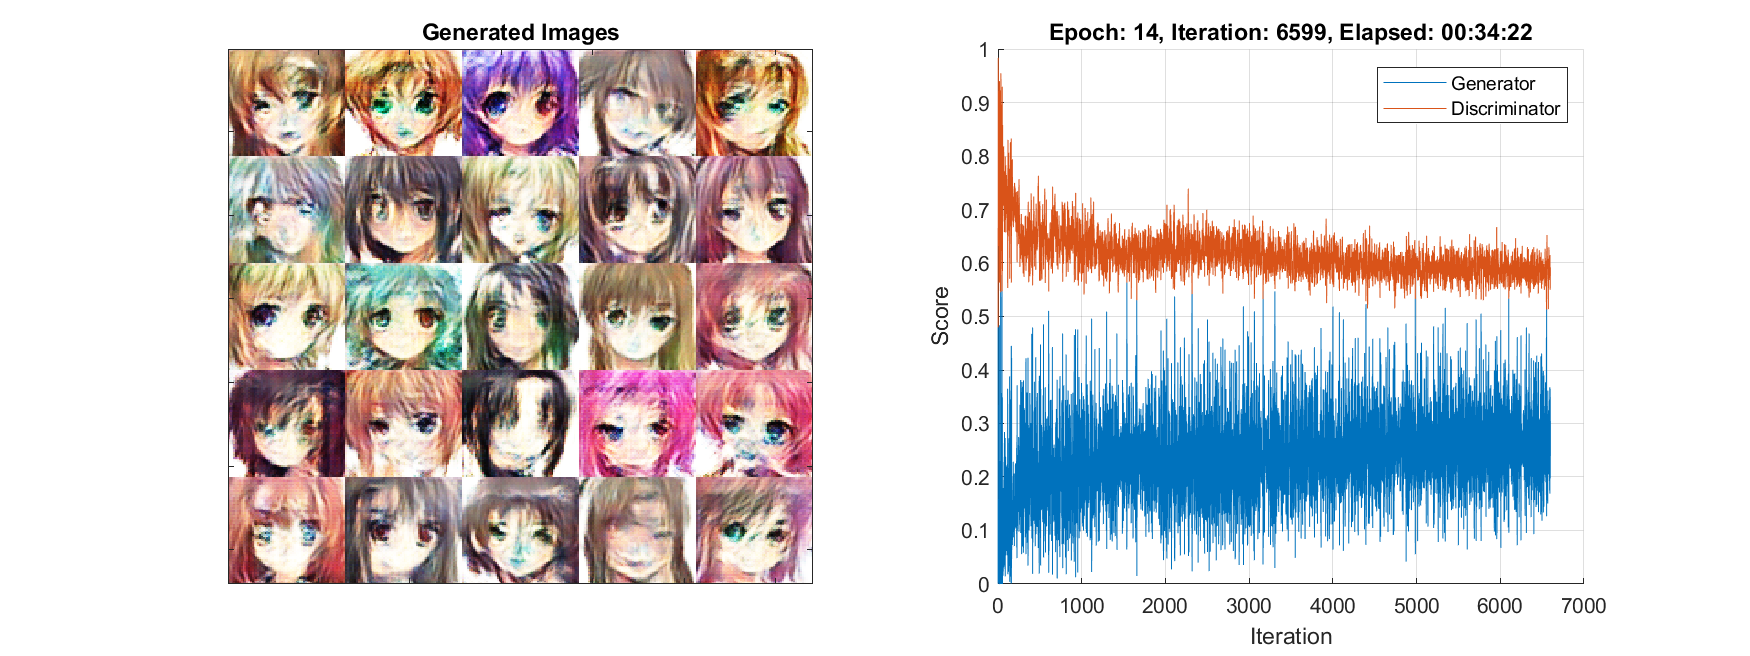 Generated Images
Epoch: 14, Iteration: 6599, Elapsed: 00:34:22
Generator
Discriminator
1
0.9
0.8
0.7
0.6
0.5
0.4
0.3
0.2
0.1
0
Score
0 1000 2000 3000 4000 5000 6000 7000
Iteration